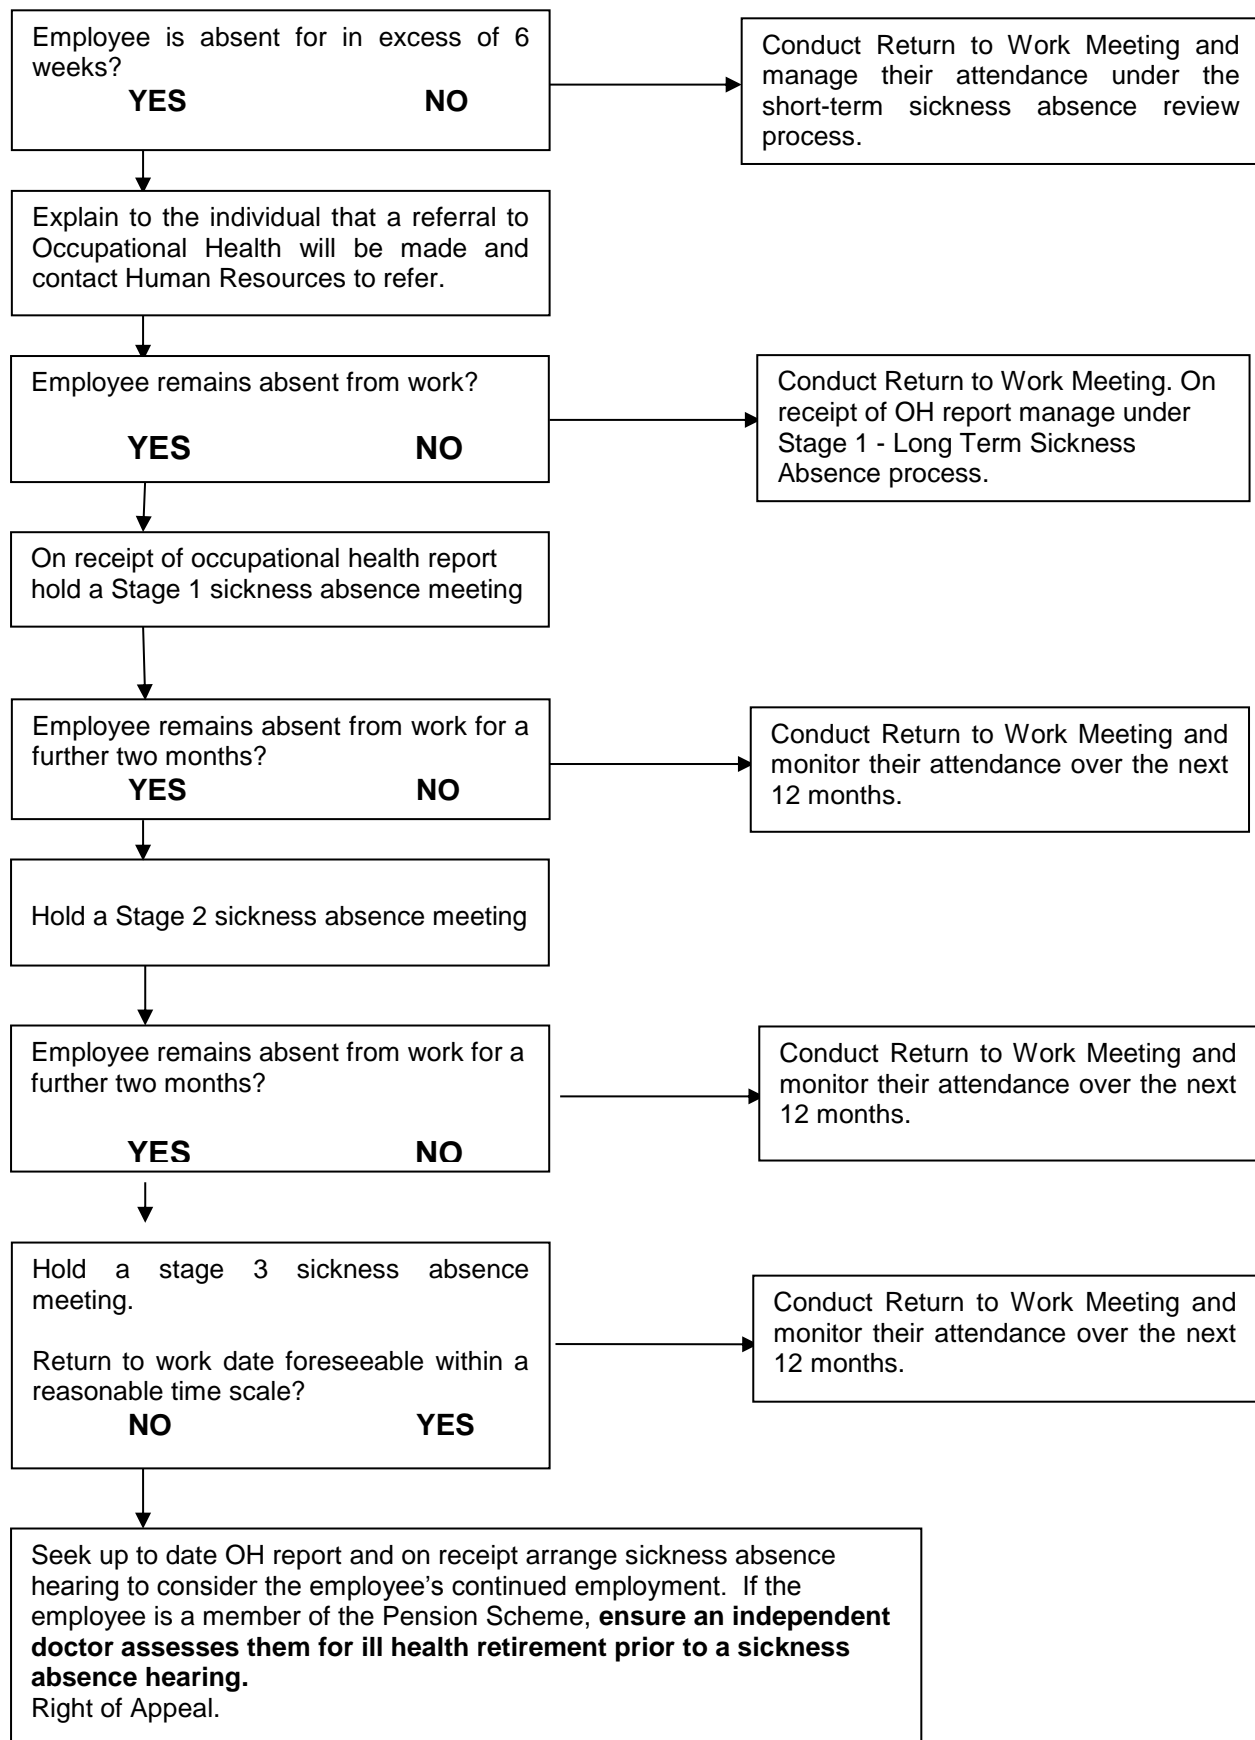 Employee is absent for in excess of 6
weeks?
YES NO
Conduct Return to Work Meeting and
manage their attendance under the
short-term sickness absence review
process.
Explain to the individual that a referral to
Occupational Health will be made and
contact Human Resources to refer.
Employee remains absent from work?
YES NO
Conduct Return to Work Meeting. On
receipt of OH report manage under
Stage 1 - Long Term Sickness
Absence process.
On receipt of occupational health report
hold a Stage 1 sickness absence meeting
Employee remains absent from work for a
further two months?
YES NO
Conduct Return to Work Meeting and
monitor their attendance over the next
12 months.
Hold a Stage 2 sickness absence meeting
Employee remains absent from work for a
further two months?
YES NO
Conduct Return to Work Meeting and
monitor their attendance over the next
12 months.
Hold a stage 3 sickness absence
meeting.
Return to work date foreseeable within a
reasonable time scale?
NO YES
Conduct Return to Work Meeting and
monitor their attendance over the next
12 months.
Seek up to date OH report and on receipt arrange sickness absence
hearing to consider the employee's continued employment. If the
employee is a member of the Pension Scheme, ensure an independent
doctor assesses them for ill health retirement prior to a sickness
absence hearing.
Right of Appeal.